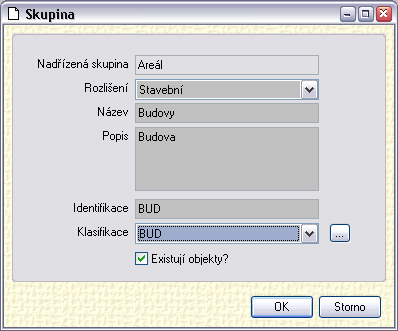 Skupina
Nadřízená skupina Areál
Rozlišení Stavební
Název Budovy
Popis Budova
Identifikace BUD
Klasifikace BUD ...
Existují objekty?
OK Storno